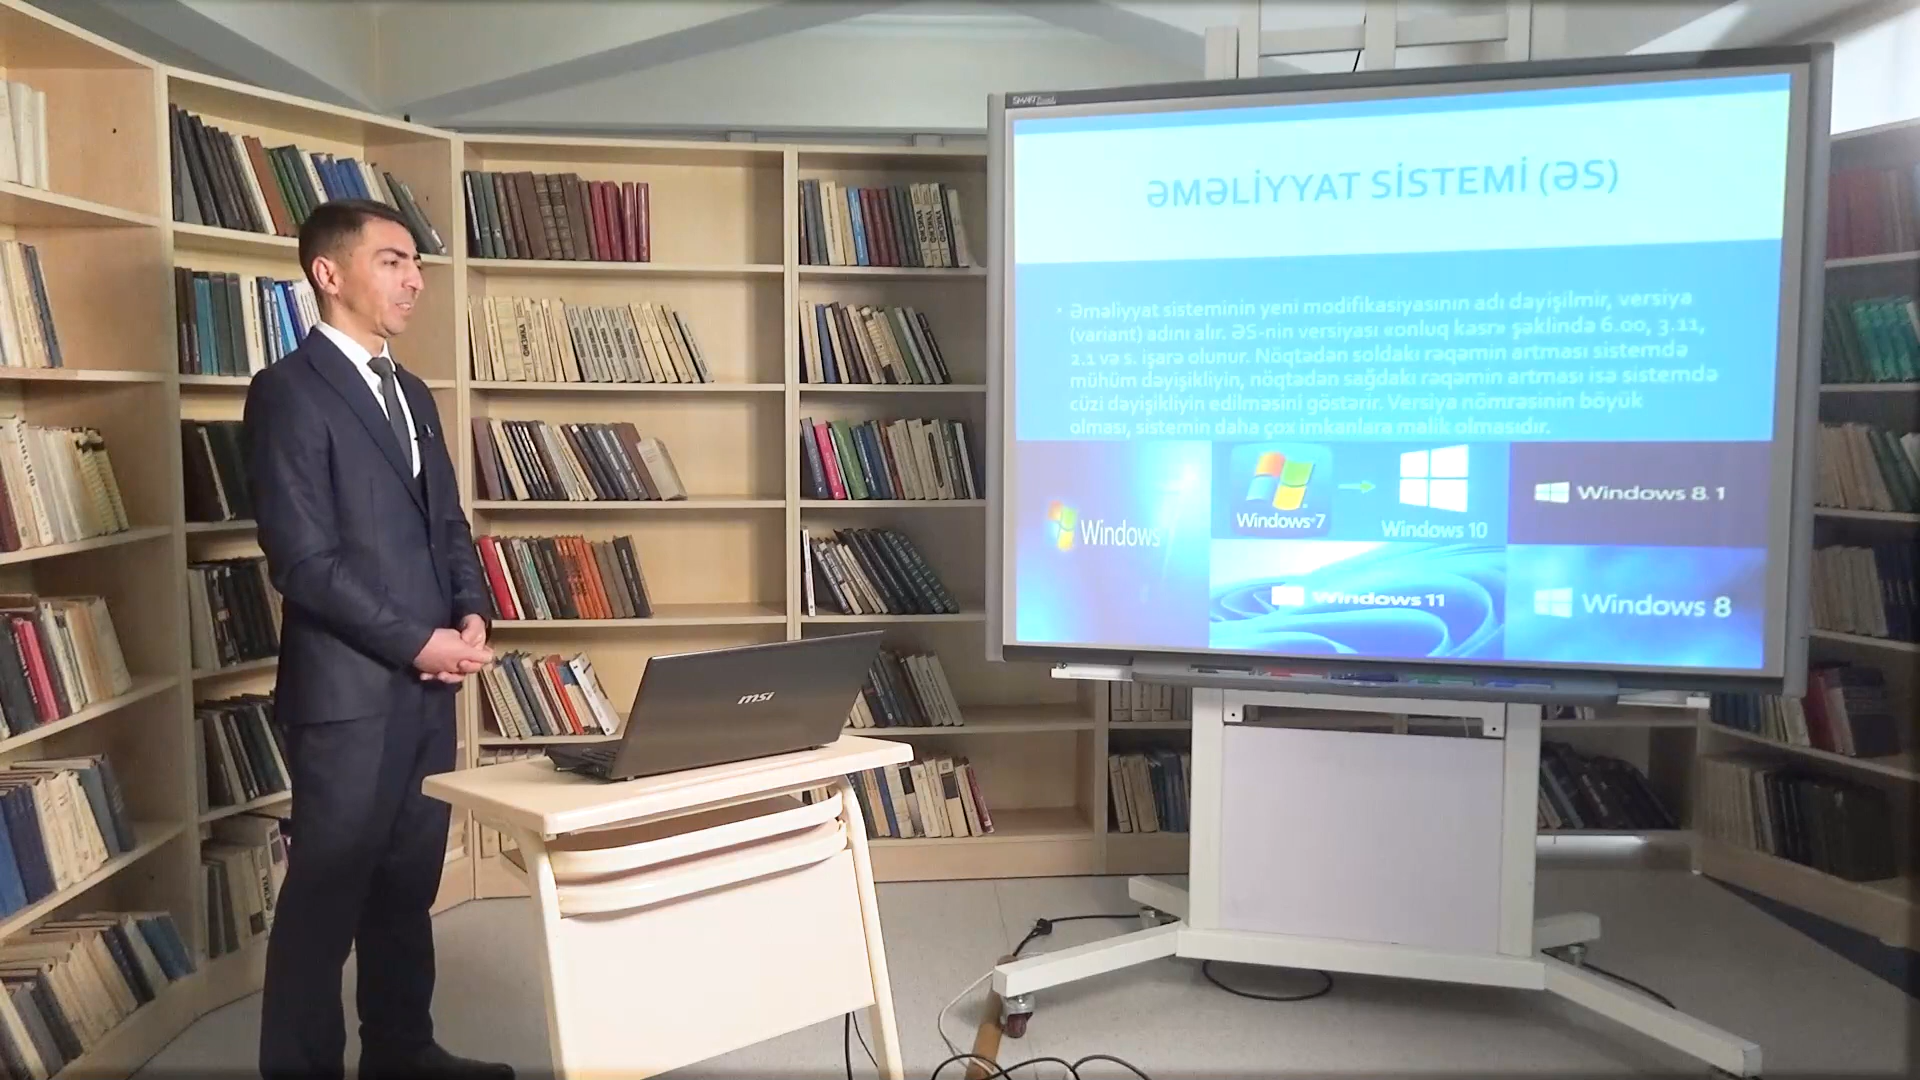 SMART Board
ƏMƏLİYYAT SİSTEMİ (ƏS)
• Əməliyyat sisteminin yeni modifikasiyasının adı dəyişilmir, versiya
(variant) adını alır. ƏS-nin versiyası «onluq kəsr» şəklində 6.00, 3.11,
2.1 və s. işarə olunur. Nöqtədən soldakı rəqəmin artması sistemdə
mühüm dəyişikliyin, nöqtədən sağdakı rəqəmin artması isə sistemdə
cüzi dəyişikliyin edilməsini göstərir. Versiya nömrəsinin böyük
olması, sistemin daha çox imkanlara malik olmasıdır.
Windows
Windows 7
Windows 10
Windows 8.1
Windows 11
Windows 8
msi